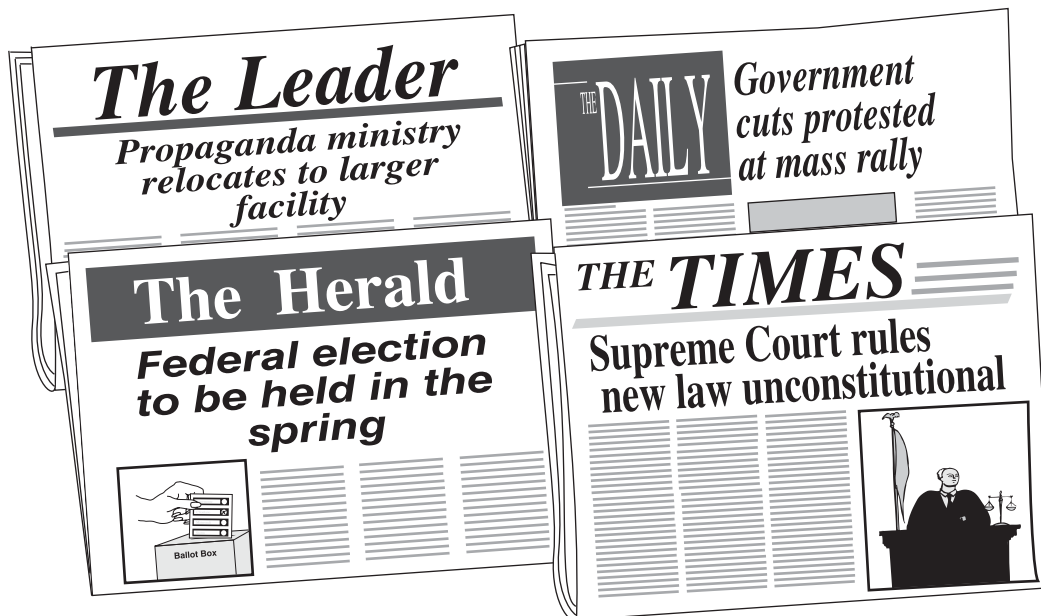 The Leader
Propaganda ministry
relocates to larger
facility
THE DAILY
Government
cuts protested
at mass rally
The Herald
Federal election
to be held in the
spring
Ballot Box
THE TIMES
Supreme Court rules
new law unconstitutional